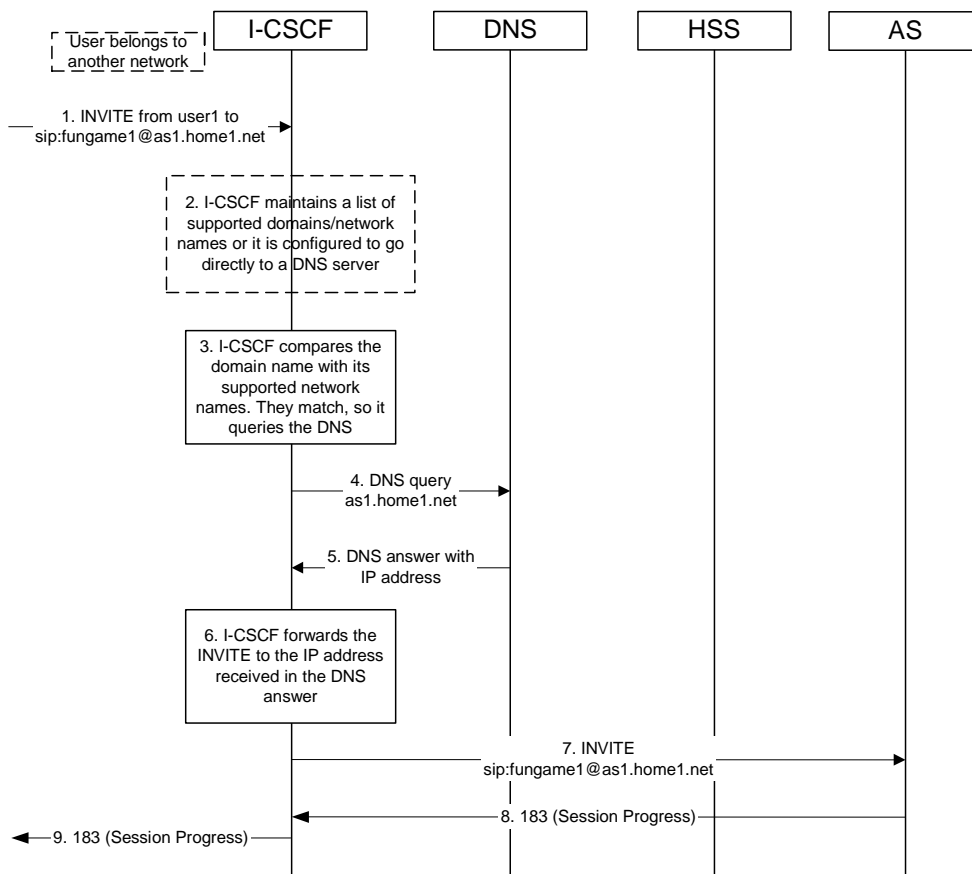 I-CSCF
DNS
HSS
AS
User belongs to
another network
1. INVITE from user1 to
sip:fungame1@as1.home1.net
2. I-CSCF maintains a list of
supported domains/network
names or it is configured to go
directly to a DNS server
3. I-CSCF compares the
domain name with its
supported network
names. They match, so it
queries the DNS
4. DNS query
as1.home1.net
5. DNS answer with
IP address
6. I-CSCF forwards the
INVITE to the IP address
received in the DNS
answer
7. INVITE
sip:fungame1@as1.home1.net
8. 183 (Session Progress)
9. 183 (Session Progress)